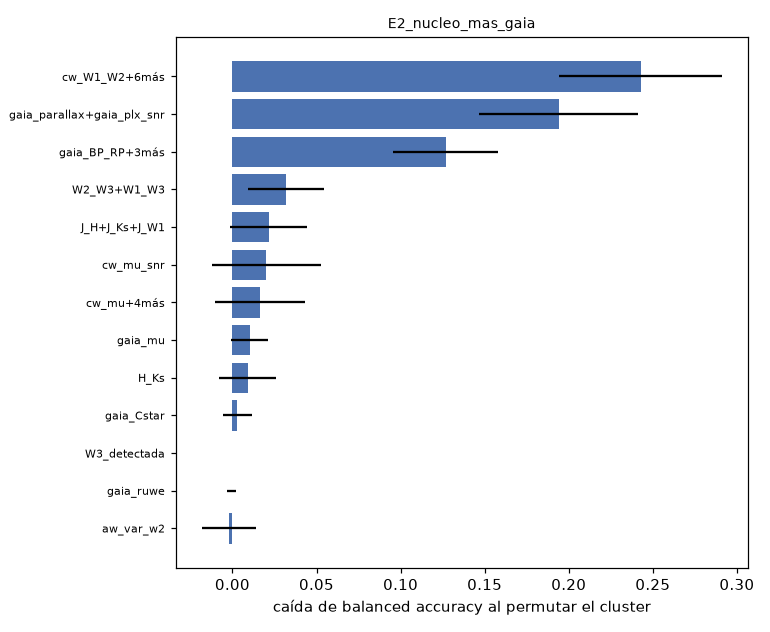 E2_nucleo_mas_gaia
cw_W1_W2+6más
gaia_parallax+gaia_plx_snr
gaia_BP_RP+3más
W2_W3+W1_W3
J_H+J_Ks+J_W1
cw_mu_snr
cw_mu+4más
gaia_mu
H_Ks
gaia_Cstar
W3_detectada
gaia_ruwe
aw_var_w2
0.00 0.05 0.10 0.15 0.20 0.25 0.30
caída de balanced accuracy al permutar el cluster